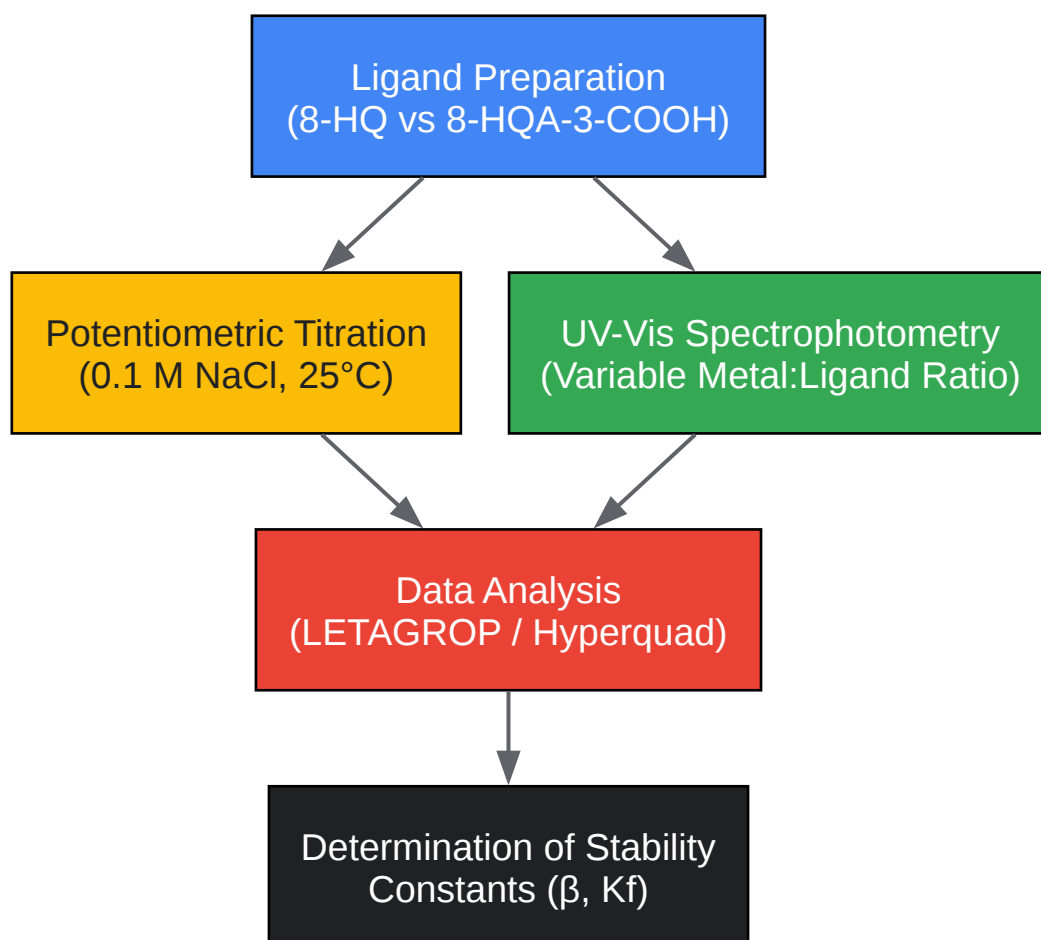 Ligand Preparation
(8-HQ vs 8-HQA-3-COOH)
Potentiometric Titration
(0.1 M NaCl, 25°C)
UV-Vis Spectrophotometry
(Variable Metal:Ligand Ratio)
Data Analysis
(LETAGROP / Hyperquad)
Determination of Stability
Constants (β, Kf)